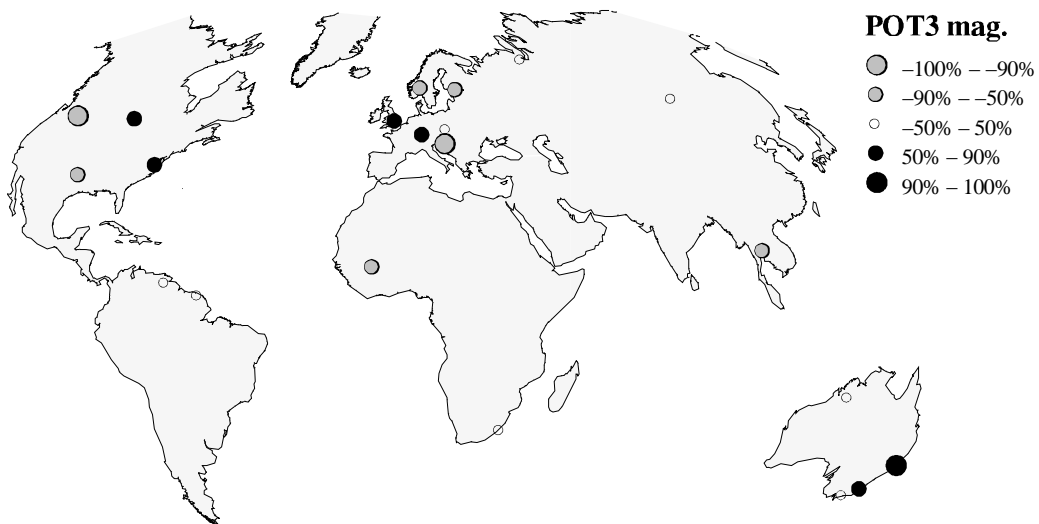 POT3 mag.
–100% – –90%
–90% – –50%
–50% – 50%
50% – 90%
90% – 100%